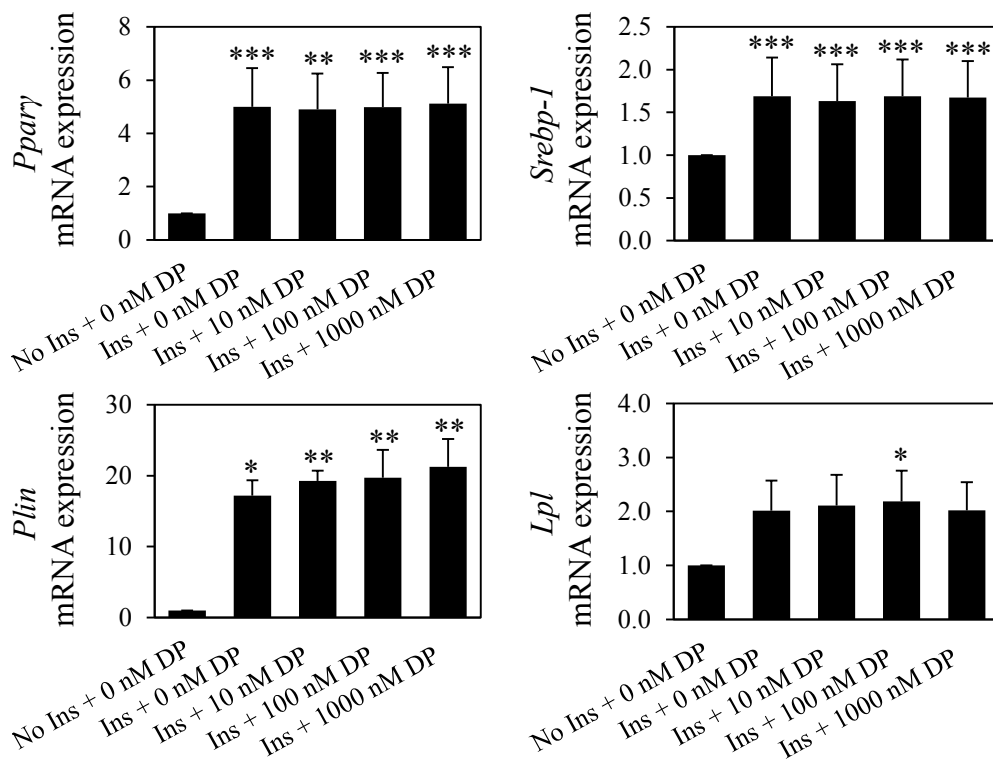 Pparγ
mRNA expression
8
6
4
2
0
***
**
***
***
No Ins + 0 nM DP
Ins + 0 nM DP
Ins + 10 nM DP
Ins + 100 nM DP
Ins + 1000 nM DP
Srebp-1
mRNA expression
2.5
2.0
1.5
1.0
0.5
0.0
***
***
***
***
No Ins + 0 nM DP
Ins + 0 nM DP
Ins + 10 nM DP
Ins + 100 nM DP
Ins + 1000 nM DP
Plin
mRNA expression
30
20
10
0
*
**
**
**
No Ins + 0 nM DP
Ins + 0 nM DP
Ins + 10 nM DP
Ins + 100 nM DP
Ins + 1000 nM DP
Lpl
mRNA expression
4.0
3.0
2.0
1.0
0.0
*
No Ins + 0 nM DP
Ins + 0 nM DP
Ins + 10 nM DP
Ins + 100 nM DP
Ins + 1000 nM DP